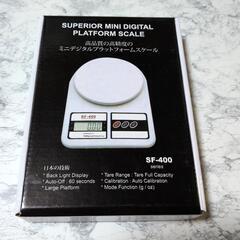 SUPERIOR MINI DIGITAL
PLATFORM SCALE
高品質の高精度の
ミニデジタルプラットフォームスケール
SF-400
SF-400
series
日本の技術
* Back Light Display
* Auto-Off : 60 seconds
* Large Platform
* Tare Range : Tare Full Capacity
* Calibration : Auto Calibration
* Mode Function (g / oz)